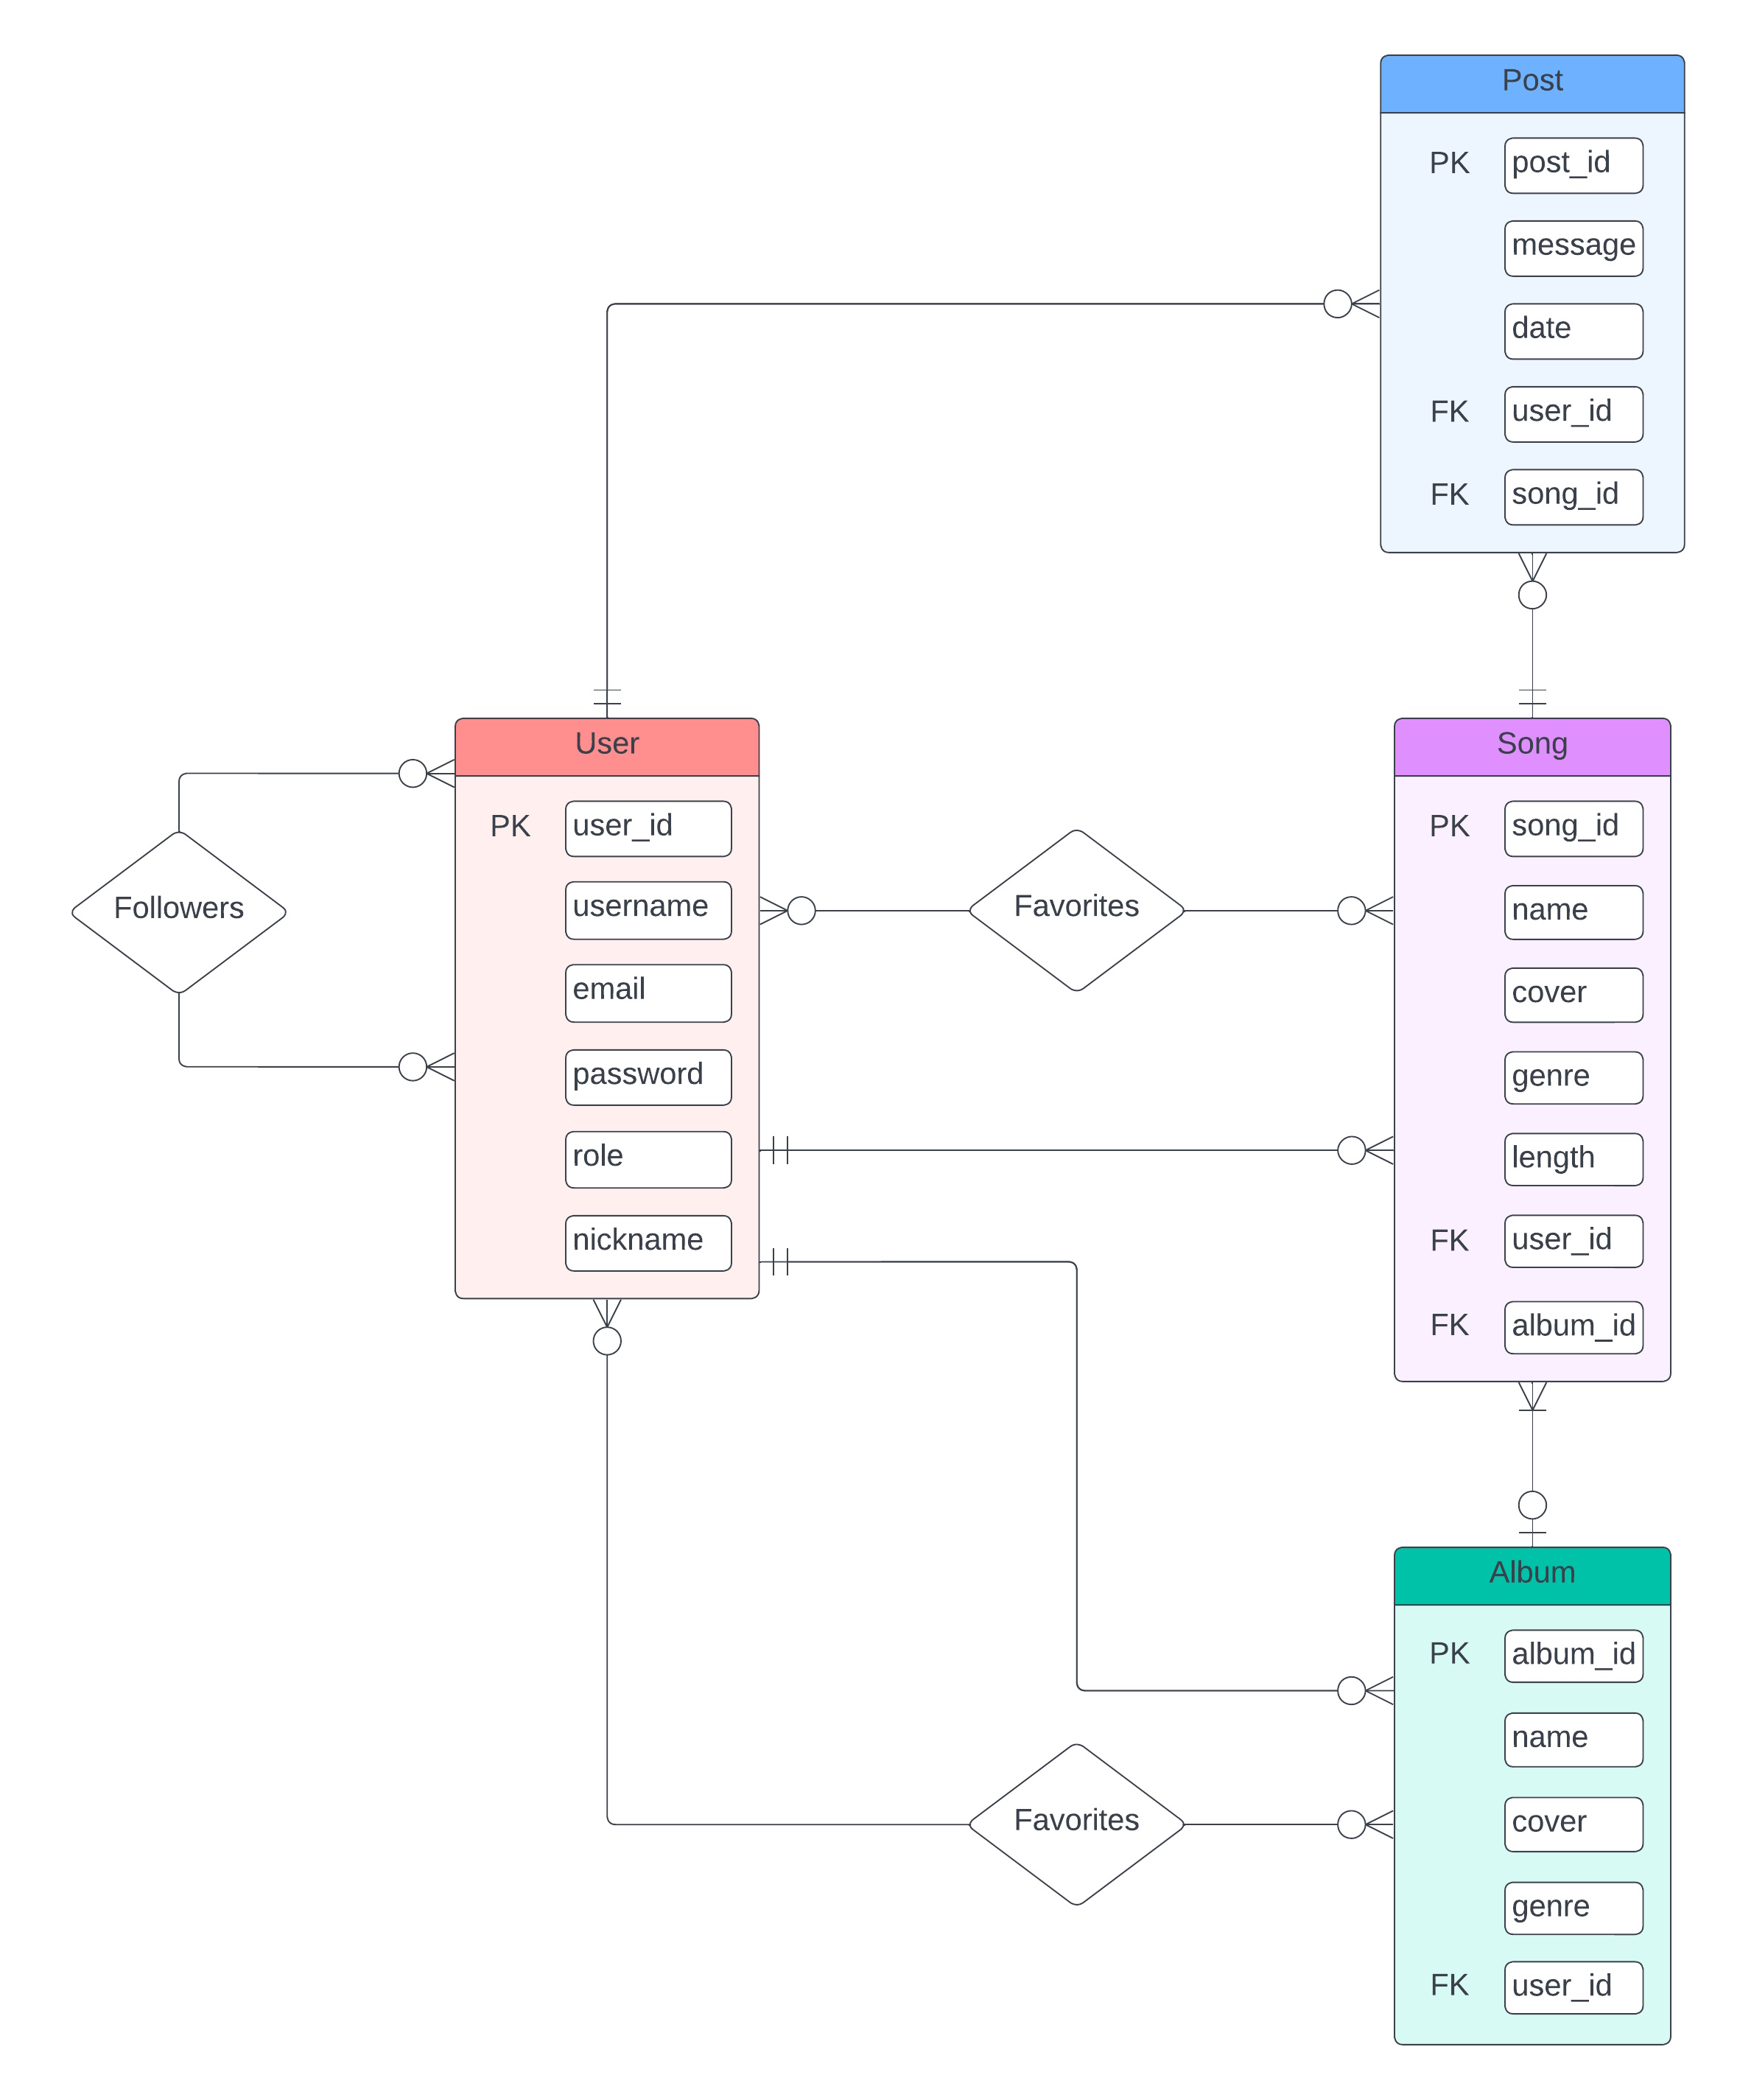 Post
PK post_id
message
date
FK user_id
FK song_id
User
PK user_id
username
email
password
role
nickname
Followers
Favorites
Song
PK song_id
name
cover
genre
length
FK user_id
FK album_id
Album
PK album_id
name
cover
genre
FK user_id
Favorites